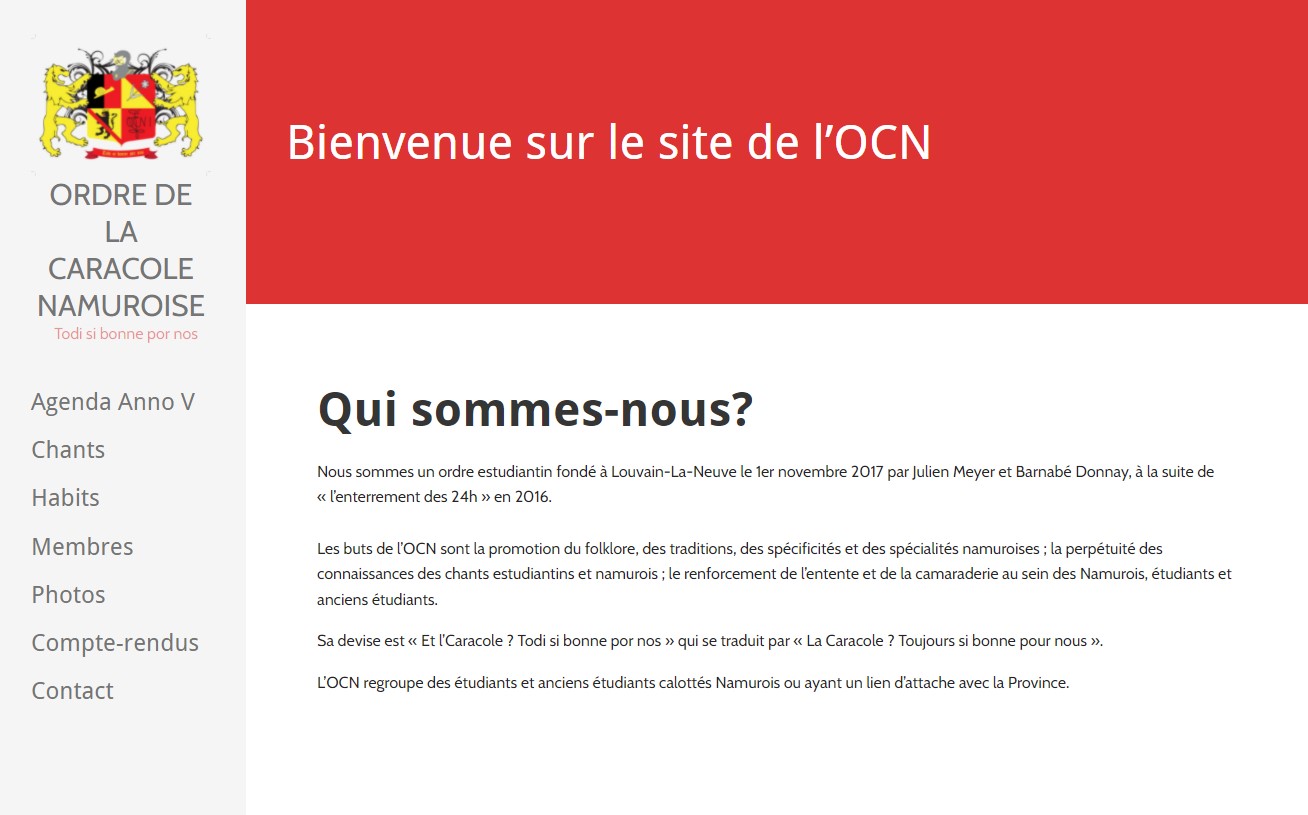 ORDRE DE
LA
CARACOLE
NAMUROISE
Todi si bonne por nos
Agenda Anno V
Chants
Habits
Membres
Photos
Compte-rendus
Contact
Bienvenue sur le site de l’OCN
Qui sommes-nous?
Nous sommes un ordre estudiantin fondé à Louvain-La-Neuve le 1er novembre 2017 par Julien Meyer et Barnabé Donnay, à la suite de
« l’enterrement des 24h » en 2016.
Les buts de l’OCN sont la promotion du folklore, des traditions, des spécificités et des spécialités namuroises ; la perpétuité des
connaissances des chants estudiantins et namurois ; le renforcement de l’entente et de la camaraderie au sein des Namurois, étudiants et
anciens étudiants.
Sa devise est « Et l’Caracole ? Todi si bonne por nos » qui se traduit par « La Caracole ? Toujours si bonne pour nous ».
L’OCN regroupe des étudiants et anciens étudiants calottés Namurois ou ayant un lien d’attache avec la Province.